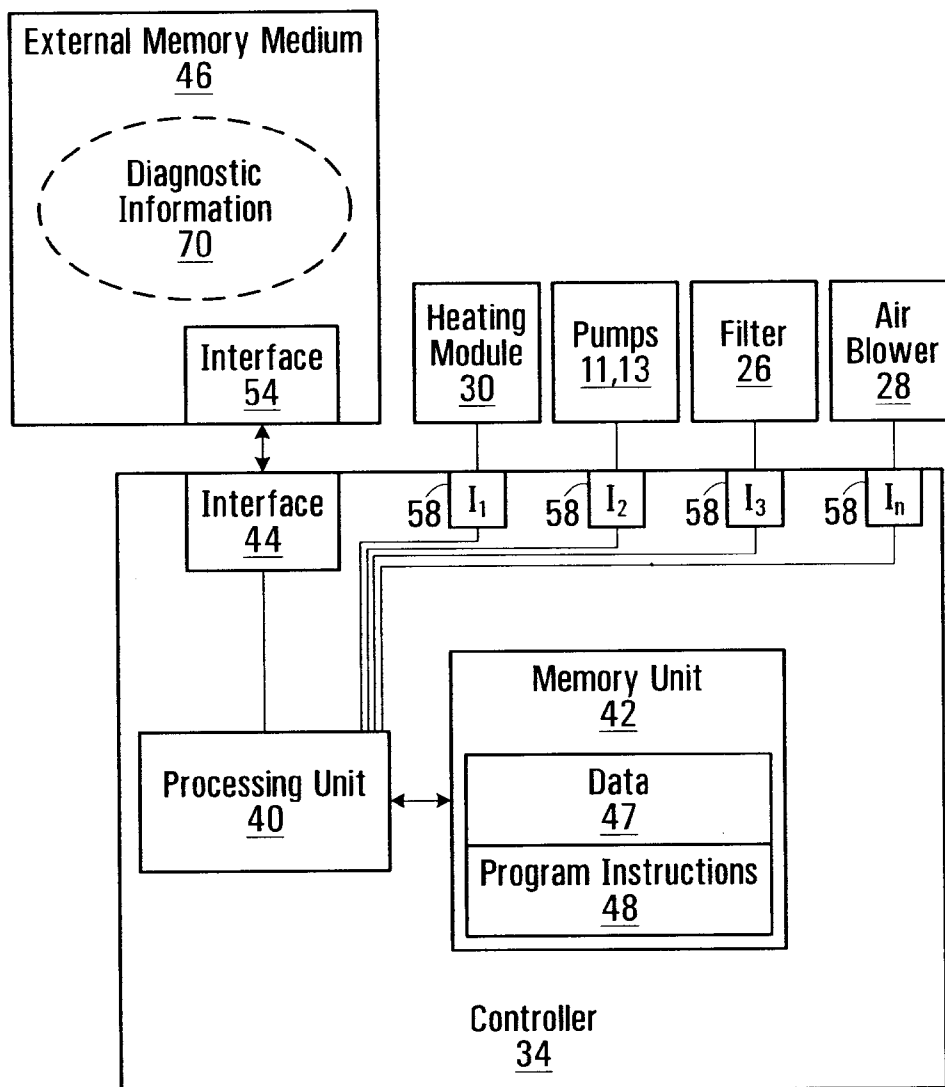 External Memory Medium
46
Diagnostic
Information
70
Interface
54
Heating
Module
30
Pumps
11,13
Filter
26
Air
Blower
28
Interface
44
58
I1
58
I2
58
I3
58
In
Memory Unit
42
Processing Unit
40
Data
47
Program Instructions
48
Controller
34